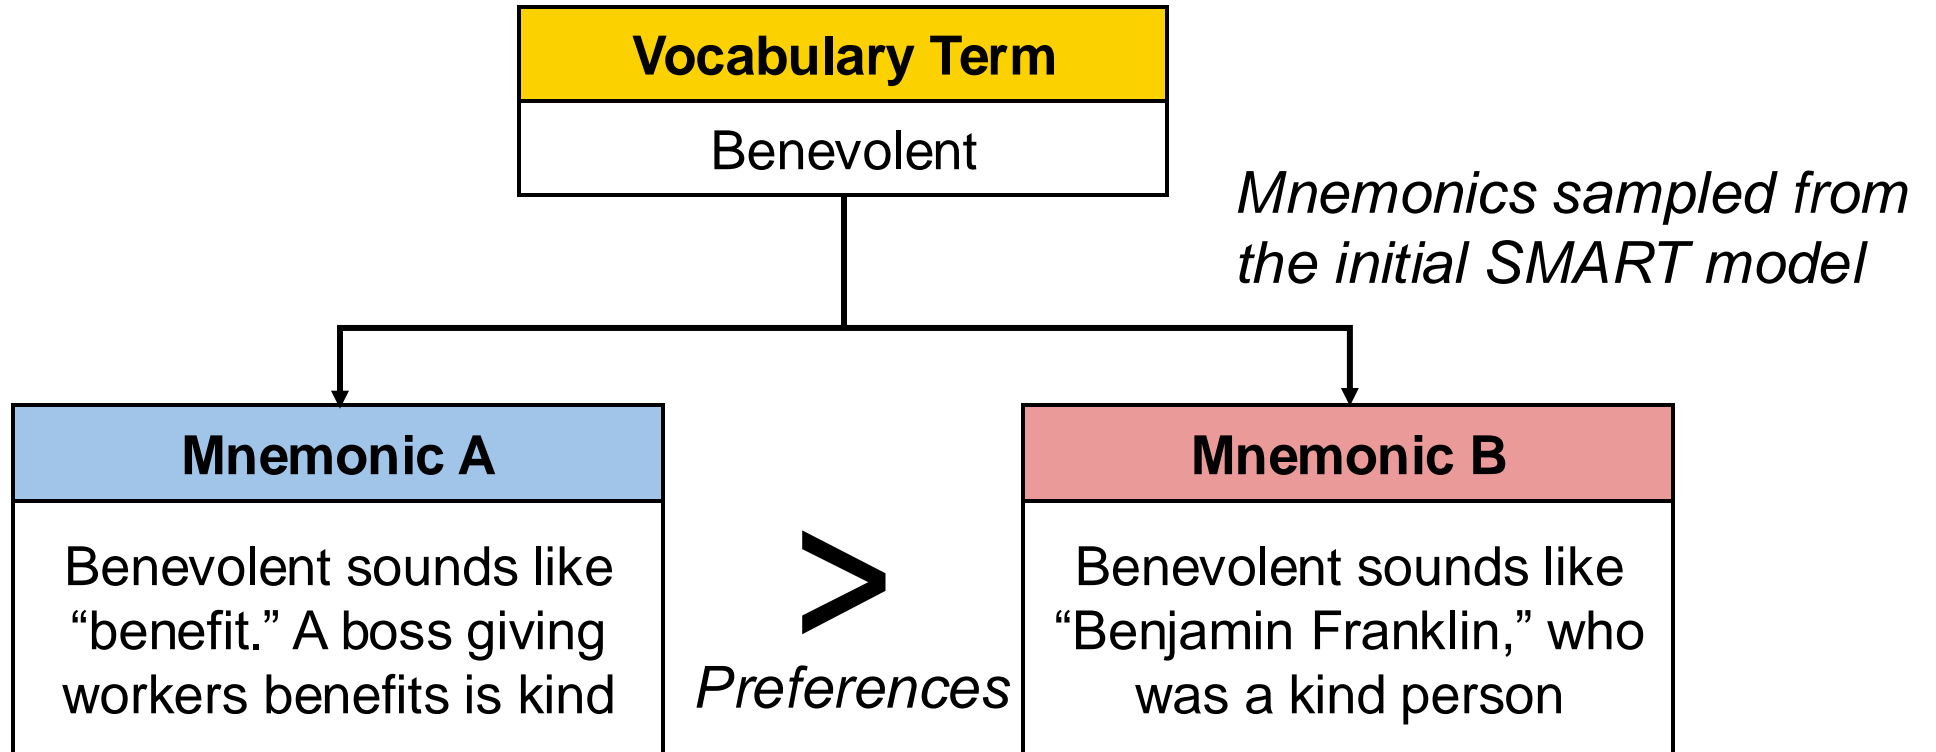 Vocabulary Term
Benevolent
Mnemonics sampled from
the initial SMART model
Mnemonic A
Benevolent sounds like
“benefit.” A boss giving
workers benefits is kind
>
Preferences
Mnemonic B
Benevolent sounds like
“Benjamin Franklin,” who
was a kind person